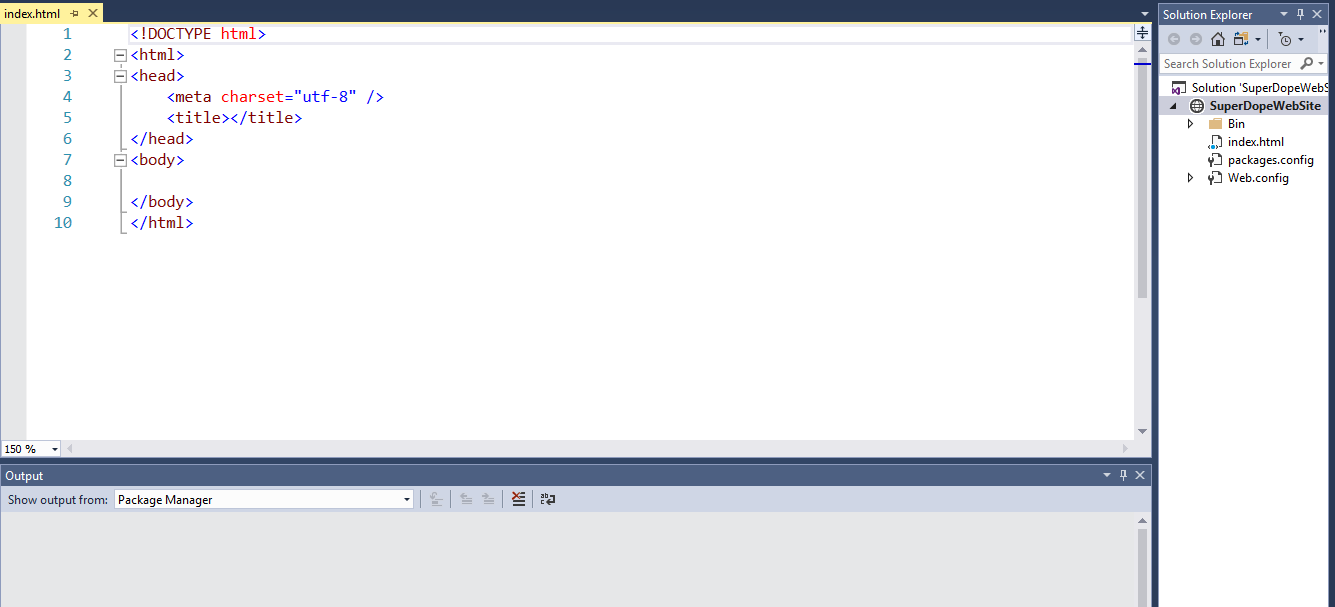 index.html
1 <!DOCTYPE html>
2 <html>
3 <head>
4     <meta charset="utf-8" />
5     <title></title>
6 </head>
7 <body>
8
9 </body>
10 </html>
150 %
Output
Show output from: Package Manager
Solution Explorer
Search Solution Explorer
Solution 'SuperDopeWebS
SuperDopeWebSite
Bin
index.html
packages.config
Web.config